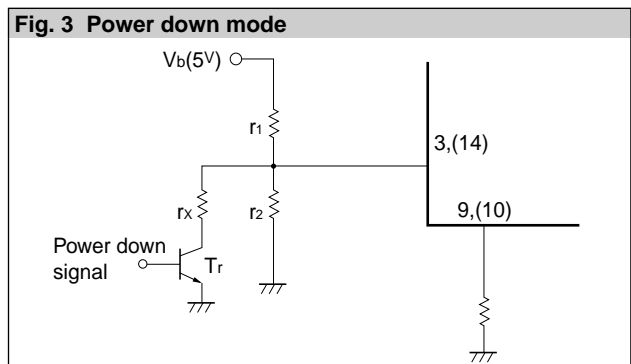 Fig. 3 Power down mode
Vb(5V)
r1
3,(14)
9,(10)
rX
r2
Power down
signal
Tr